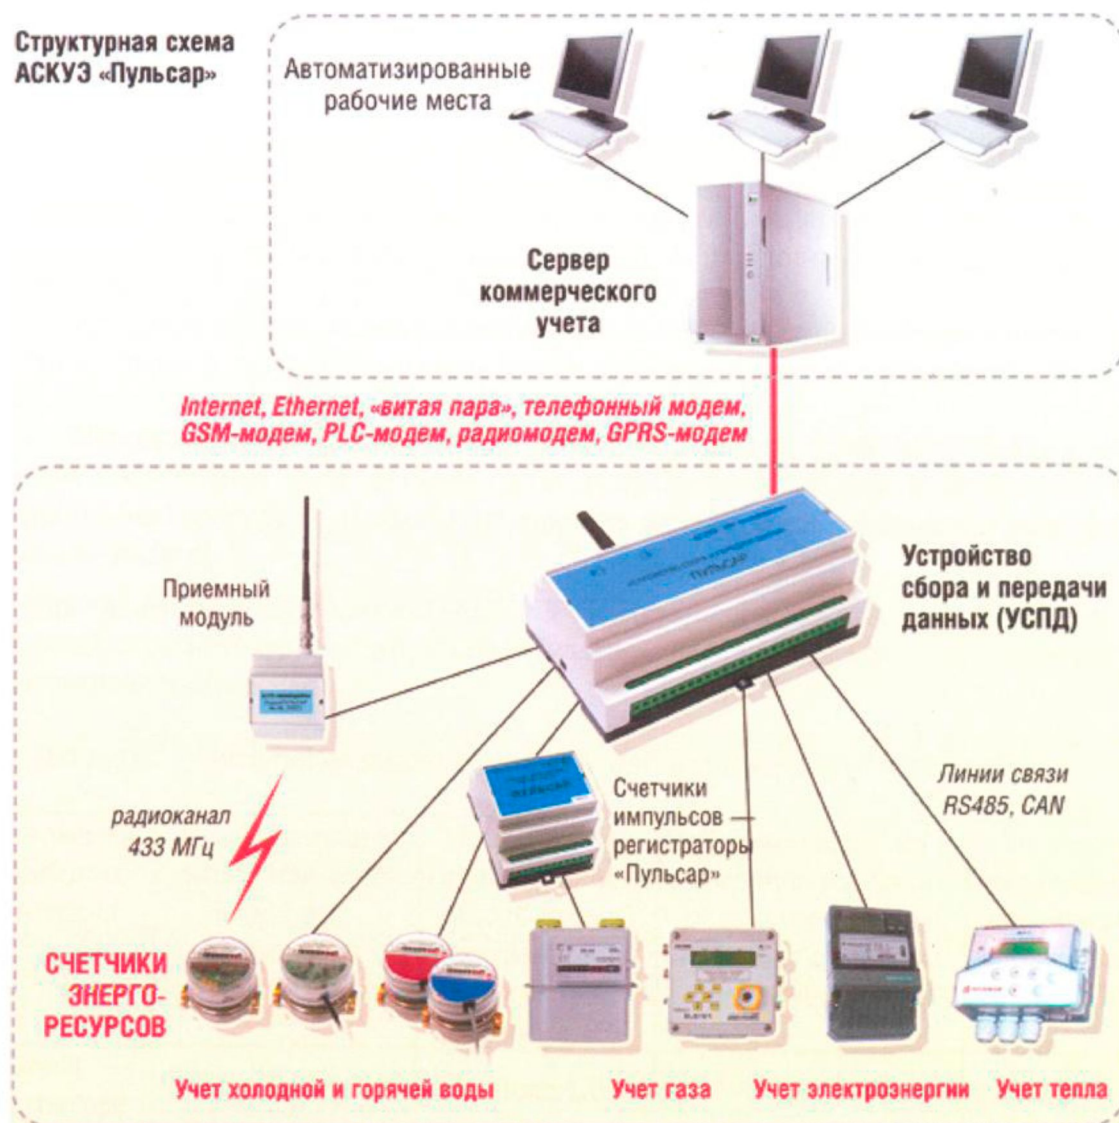 Структурная схема
АСКУЭ «Пульсар»
Автоматизированные
рабочие места
Сервер
коммерческого
учета
Internet, Ethernet, «витая пара», телефонный модем,
GSM-модем, PLC-модем, радиомодем, GPRS-модем
Приемный
модуль
ПУЛЬСАР
Устройство
сбора и передачи
данных (УСПД)
радиоканал
433 МГц
ПУЛЬСАР
Счетчики
импульсов
регистраторы
«Пульсар»
Линии связи
RS485, CAN
СЧЕТЧИКИ
ЭНЕРГО-
РЕСУРСОВ
Учет холодной и горячей воды
Учет газа
Учет электроэнергии
Учет тепла